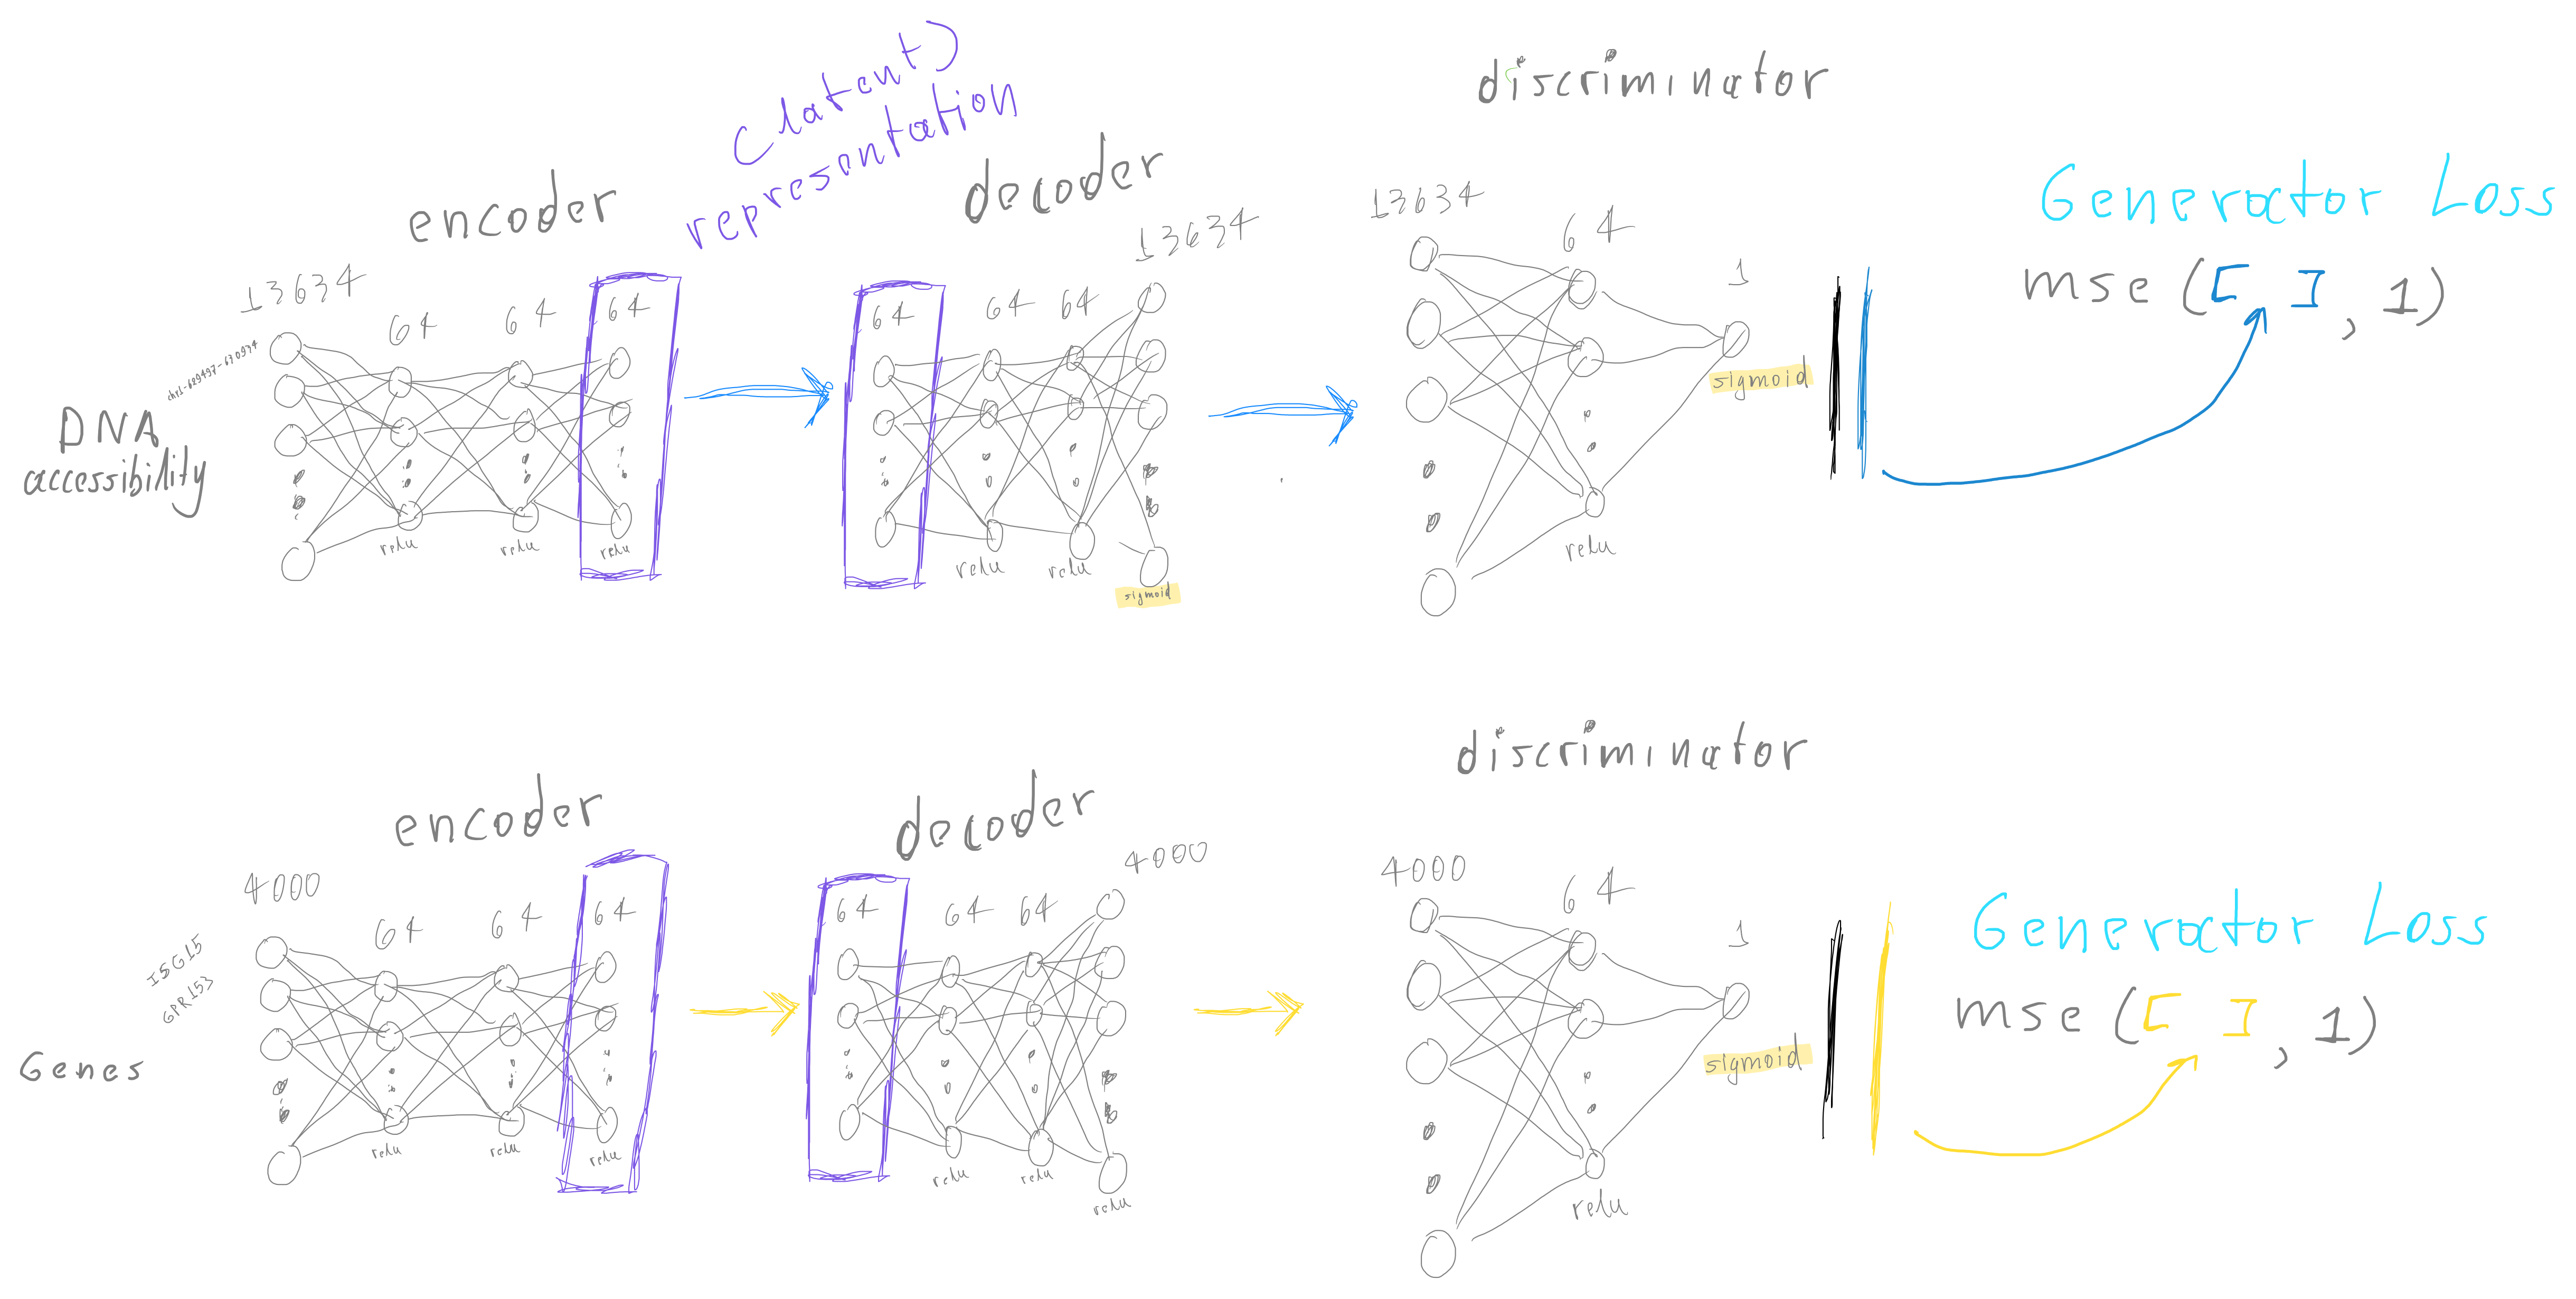 (latent)
representation
encoder
decoder
discriminator
13634
64
64
64
64
64
64
13634
13634
64
1
Generator Loss
mse ([ ], 1)
DNA
accessibility
relu
relu
relu
relu
relu
sigmoid
relu
sigmoid
encoder
decoder
discriminator
4000
64
64
64
64
64
64
4000
4000
64
1
Generator Loss
mse ([ ], 1)
ISG15
GPR153
Genes
relu
relu
relu
relu
relu
relu
relu
sigmoid